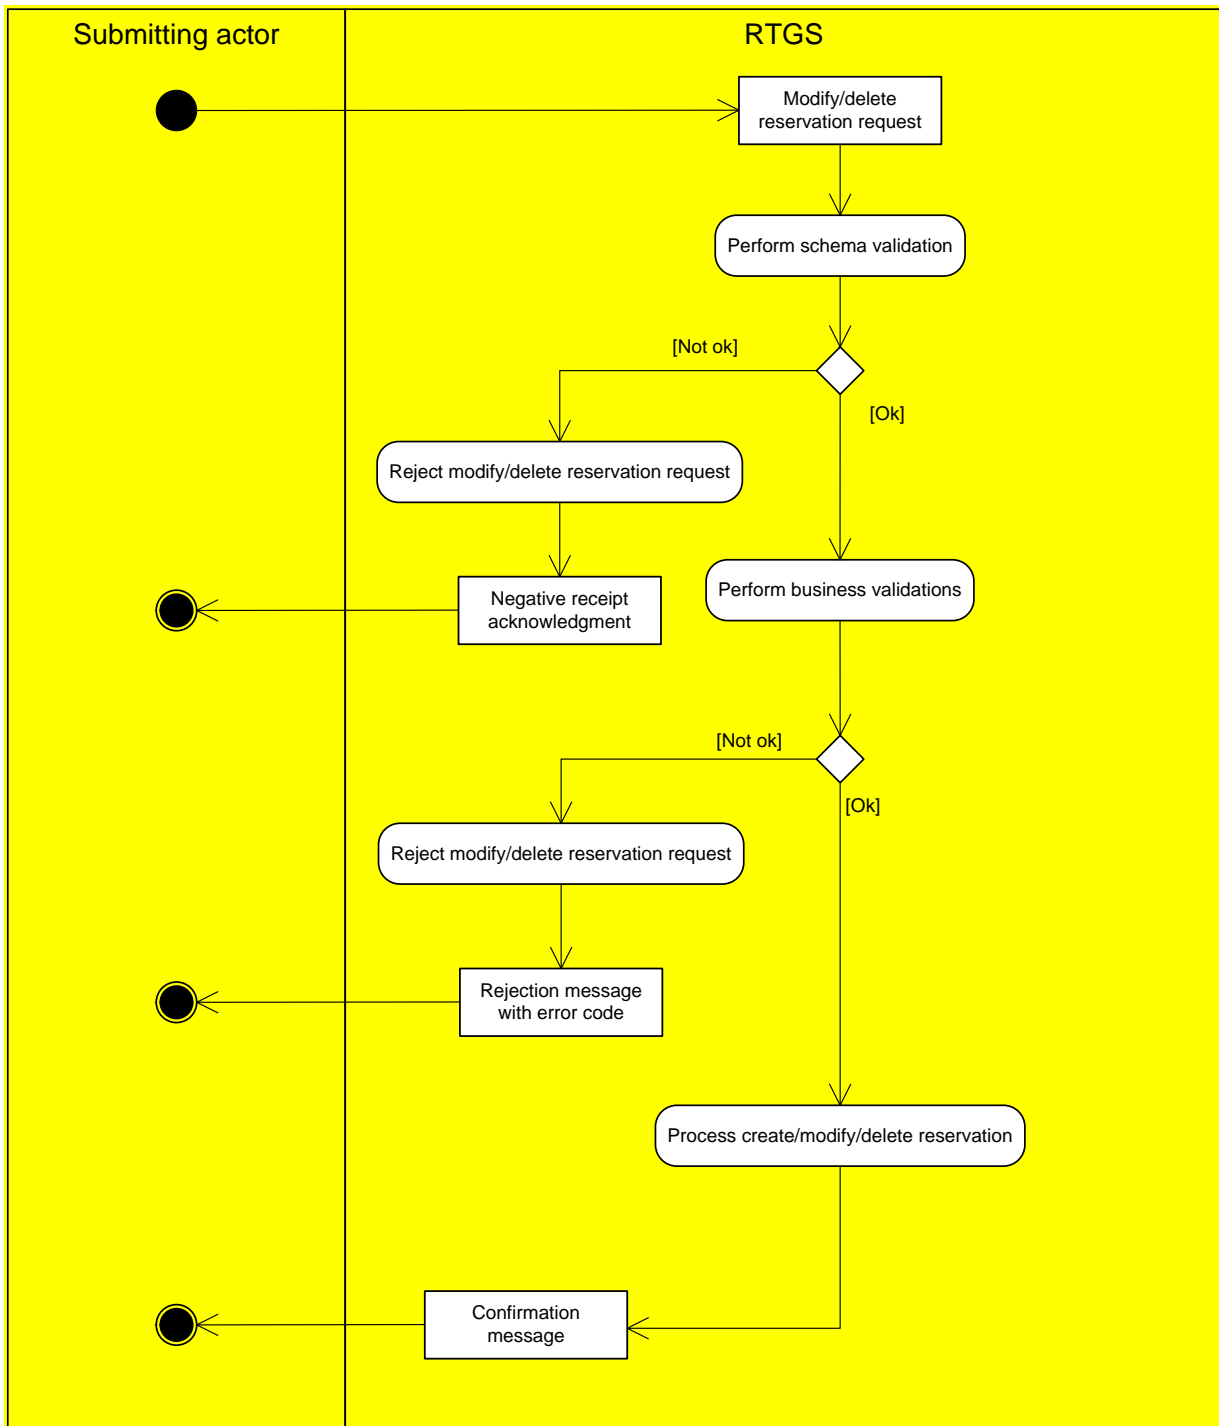 Submitting actor
RTGS
Modify/delete
reservation request
Perform schema validation
[Not ok]
[Ok]
Reject modify/delete reservation request
Perform business validations
Negative receipt
acknowledgment
[Not ok]
[Ok]
Reject modify/delete reservation request
Rejection message
with error code
Process create/modify/delete reservation
Confirmation
message